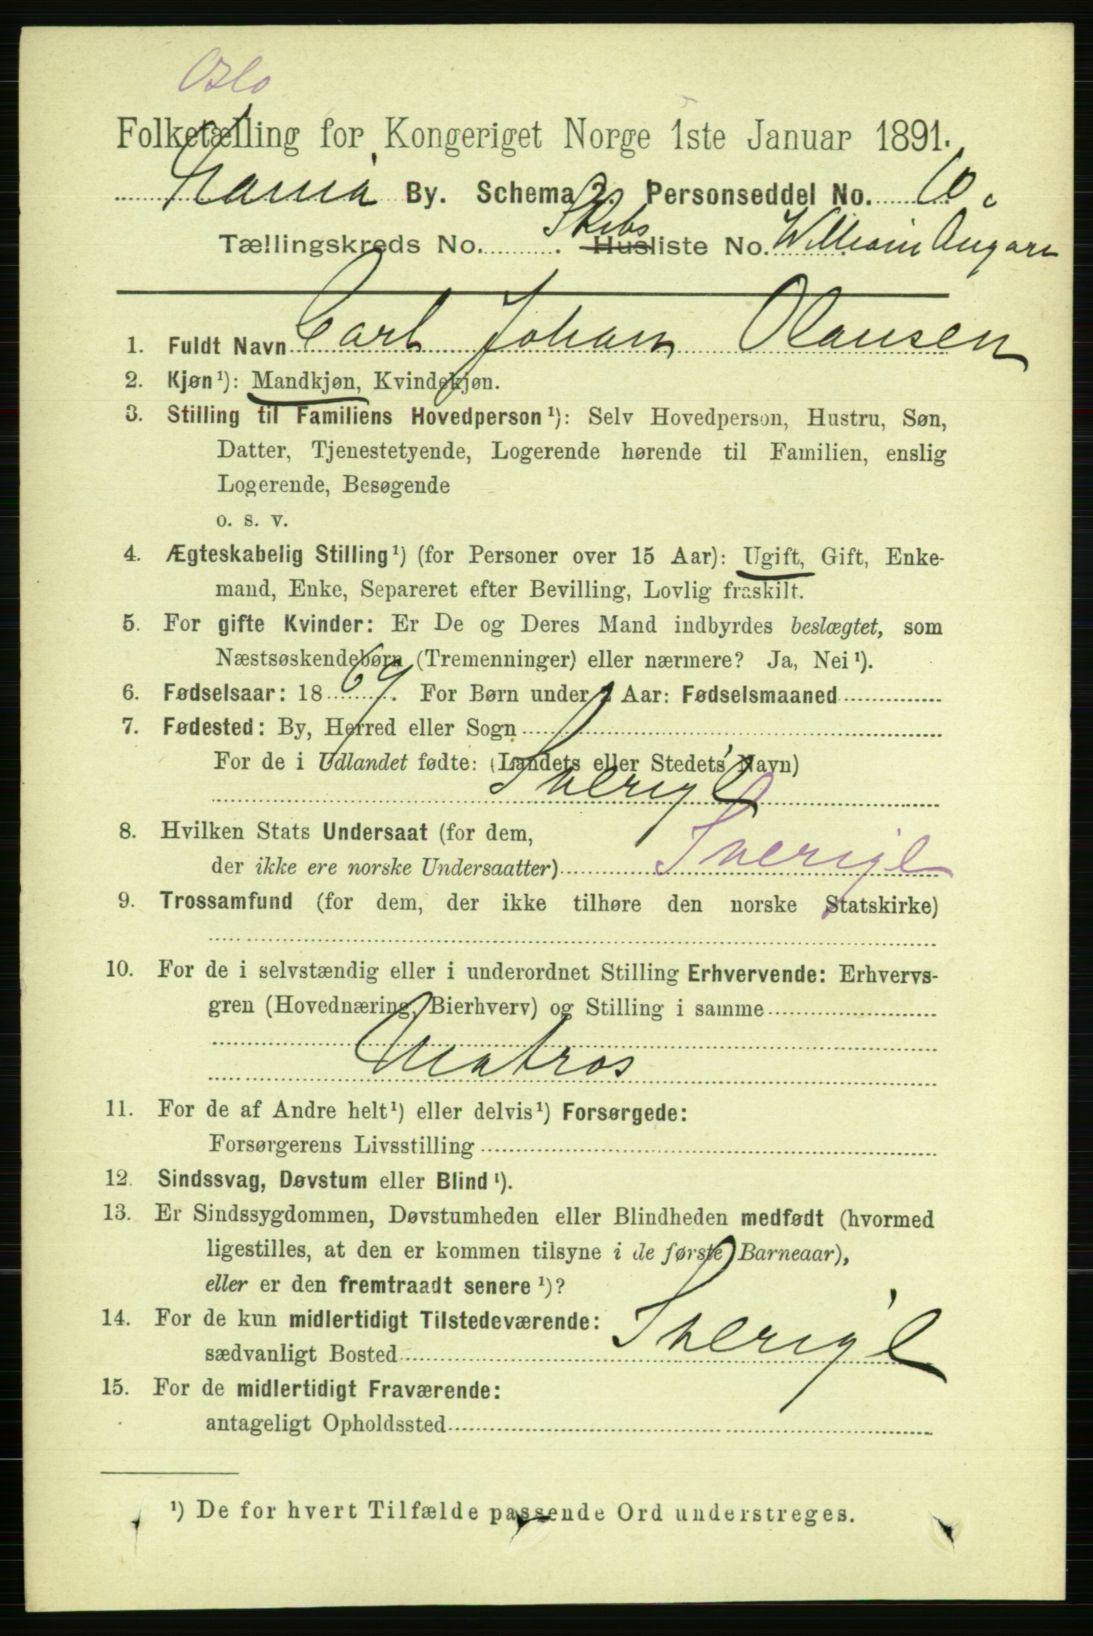 Oslo
Folketælling for Kongeriget Norge 1ste Januar 1891.
By. Schema 2. Personseddel No. 10.
Tællingskreds No. . Skibs Husliste No. William Angarn
1. Fuldt Navn Carl Johan Olausen
2. Kjøn¹): Mandkjøn, Kvindekjøn.
3. Stilling til Familiens Hovedperson¹): Selv Hovedperson, Hustru, Søn,
Datter, Tjenestetyende, Logerende hørende til Familien, enslig
Logerende, Besøgende
o. s. v.
4. Ægteskabelig Stilling¹) (for Personer over 15 Aar): Ugift, Gift, Enke-
mand, Enke, Separeret efter Bevilling, Lovlig fraskilt.
5. For gifte Kvinder: Er De og Deres Mand indbyrdes beslægtet, som
Næstsøskendebørn (Tremenninger) eller nærmere? Ja, Nei¹).
6. Fødselsaar: 1869. For Børn under 2 Aar: Fødselsmaaned
7. Fødested: By, Herred eller Sogn
For de i Udlandet fødte: (Landets eller Stedets Navn)
Sverige
8. Hvilken Stats Undersaat (for dem,
der ikke ere norske Undersaatter) Sverige
9. Trossamfund (for dem, der ikke tilhøre den norske Statskirke)
10. For de i selvstændig eller i underordnet Stilling Erhvervende: Erhvervs-
gren (Hovednæring, Bierhverv) og Stilling i samme
Matros
11. For de af Andre helt¹) eller delvis¹) Forsørgede:
Forsørgerens Livsstilling
12. Sindssvag, Døvstum eller Blind¹).
13. Er Sindssygdommen, Døvstumheden eller Blindheden medfødt (hvormed
ligestilles, at den er kommen tilsyne i de første Barneaar),
eller er den fremtraadt senere¹)?
14. For de kun midlertidigt Tilstedeværende:
sædvanligt Bosted Sverige
15. For de midlertidigt Fraværende:
antageligt Opholdssted
¹) De for hvert Tilfælde passende Ord understreges.